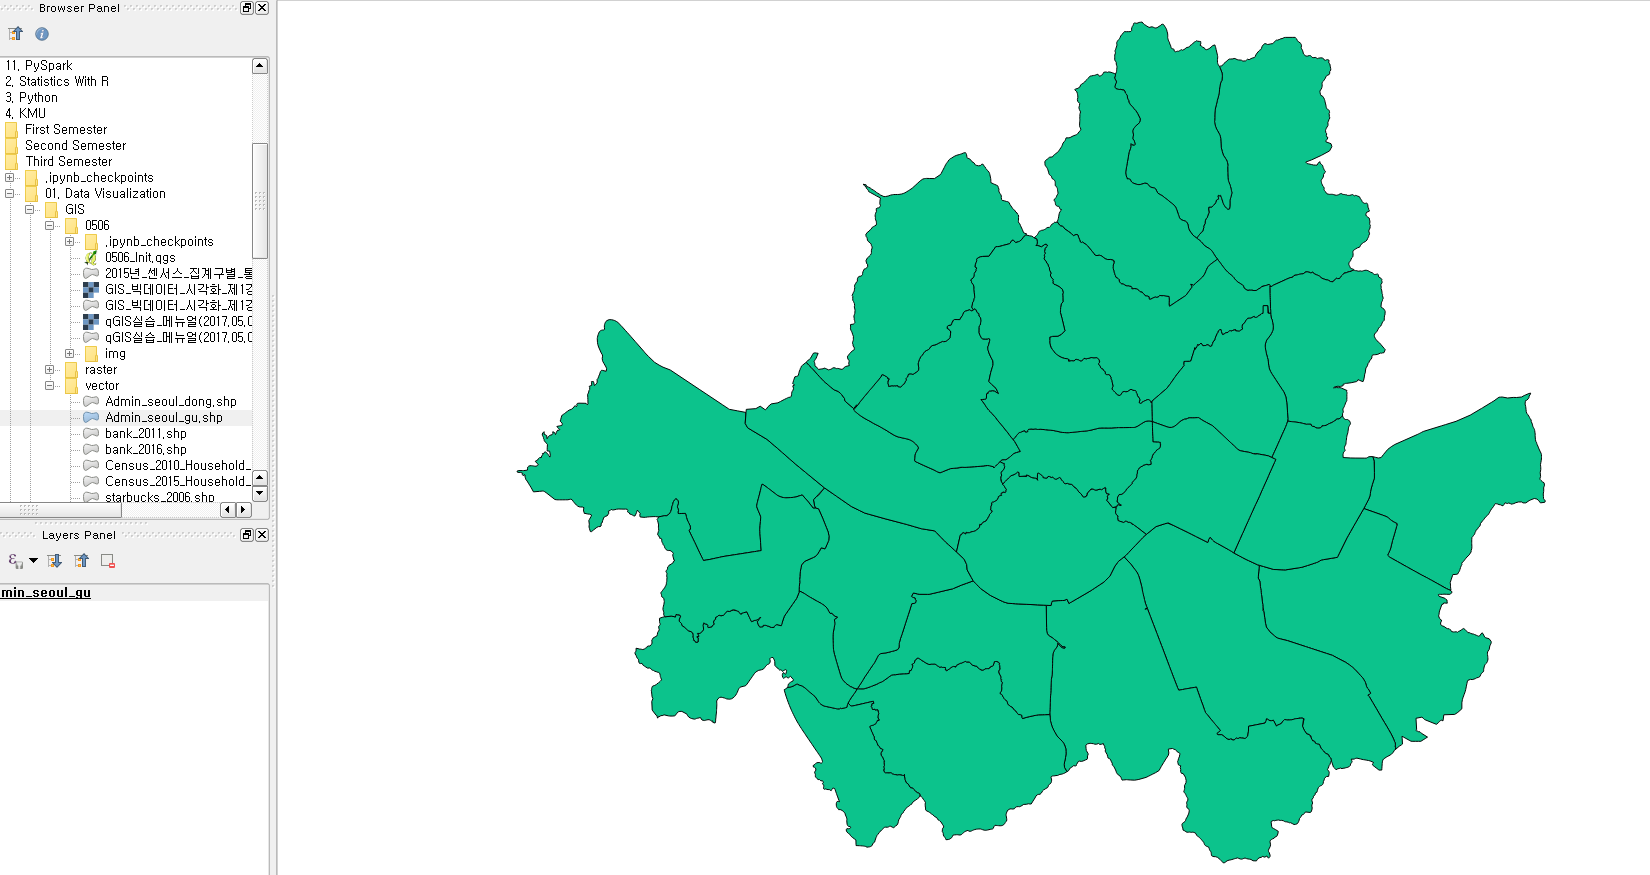 Browser Panel
11, PySpark
2, Statistics With R
3, Python
4, KMU
First Semester
Second Semester
Third Semester
,ipynb_checkpoints
01, Data Visualization
GIS
0506
,ipynb_checkpoints
0506_Init,qgs
2015년_센서스_집계구별_통
GIS_빅데이터_시각화_제1강
GIS_빅데이터_시각화_제1강
qGIS실습_메뉴얼(2017,05,0
qGIS실습_메뉴얼(2017,05,0
img
raster
vector
Admin_seoul_dong,shp
Admin_seoul_gu,shp
bank_2011,shp
bank_2016,shp
Census_2010_Household_
Census_2015_Household_
starbucks_2006,shp
Layers Panel
min_seoul_gu